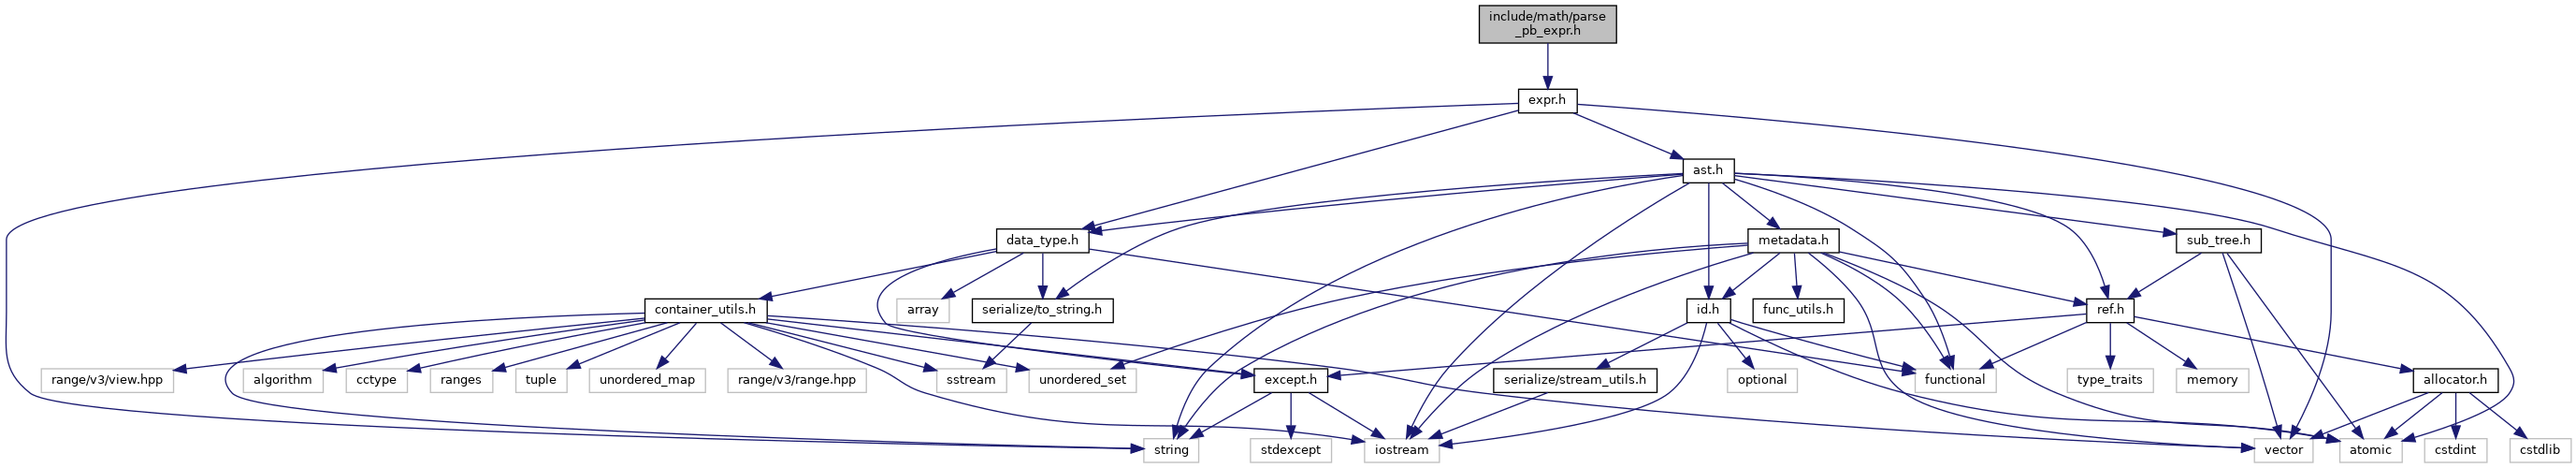 include/math/parse
_pb_expr.h
expr.h
ast.h
data_type.h
metadata.h
sub_tree.h
container_utils.h
array
serialize/to_string.h
id.h
func_utils.h
ref.h
range/v3/view.hpp
algorithm
cctype
ranges
tuple
unordered_map
range/v3/range.hpp
sstream
unordered_set
except.h
serialize/stream_utils.h
optional
functional
type_traits
memory
allocator.h
string
stdexcept
iostream
vector
atomic
cstdint
cstdlib